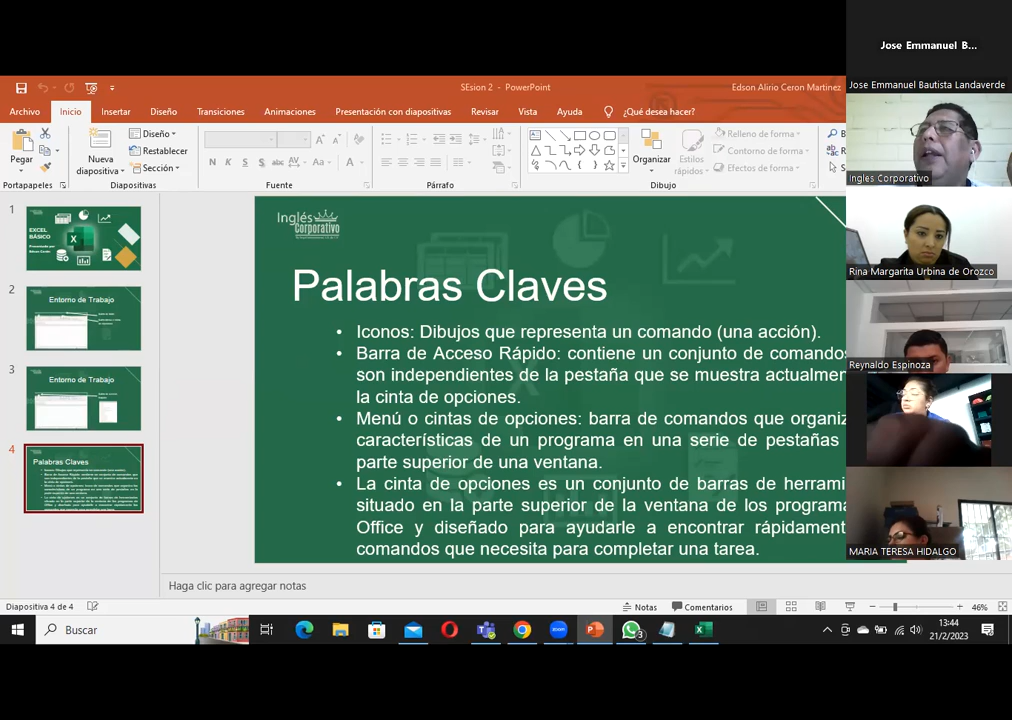 Jose Emmanuel B...
Jose Emmanuel Bautista Landaverde
SEsion 2 - PowerPoint
Edson Alirio Ceron Martinez
Archivo
Inicio
Insertar
Diseño
Transiciones
Animaciones
Presentación con diapositivas
Revisar
Vista
Ayuda
¿Qué desea hacer?
Pegar
Nueva
diapositiva
Diseño
Restablecer
Sección
Organizar
Estilos
rápidos
Relleno de forma
Contorno de forma
Efectos de forma
Portapapeles
Diapositivas
Fuente
Párrafo
Dibujo
Ingles Corporativo
Rina Margarita Urbina de Orozco
Reynaldo Espinoza
MARIA TERESA HIDALGO
1
EXCEL
BÁSICO
2
Entorno de Trabajo
3
Entorno de Trabajo
4
Palabras Claves
Inglés
Corporativo
Palabras Claves
• Iconos: Dibujos que representa un comando (una acción).
• Barra de Acceso Rápido: contiene un conjunto de comandos
son independientes de la pestaña que se muestra actualmen
la cinta de opciones.
• Menú o cintas de opciones: barra de comandos que organiz
características de un programa en una serie de pestañas
parte superior de una ventana.
• La cinta de opciones es un conjunto de barras de herrami
situado en la parte superior de la ventana de los programa
Office y diseñado para ayudarle a encontrar rápidament
comandos que necesita para completar una tarea.
Haga clic para agregar notas
Diapositiva 4 de 4
Notas
Comentarios
46%
Buscar
zoom
3
13:44
21/2/2023